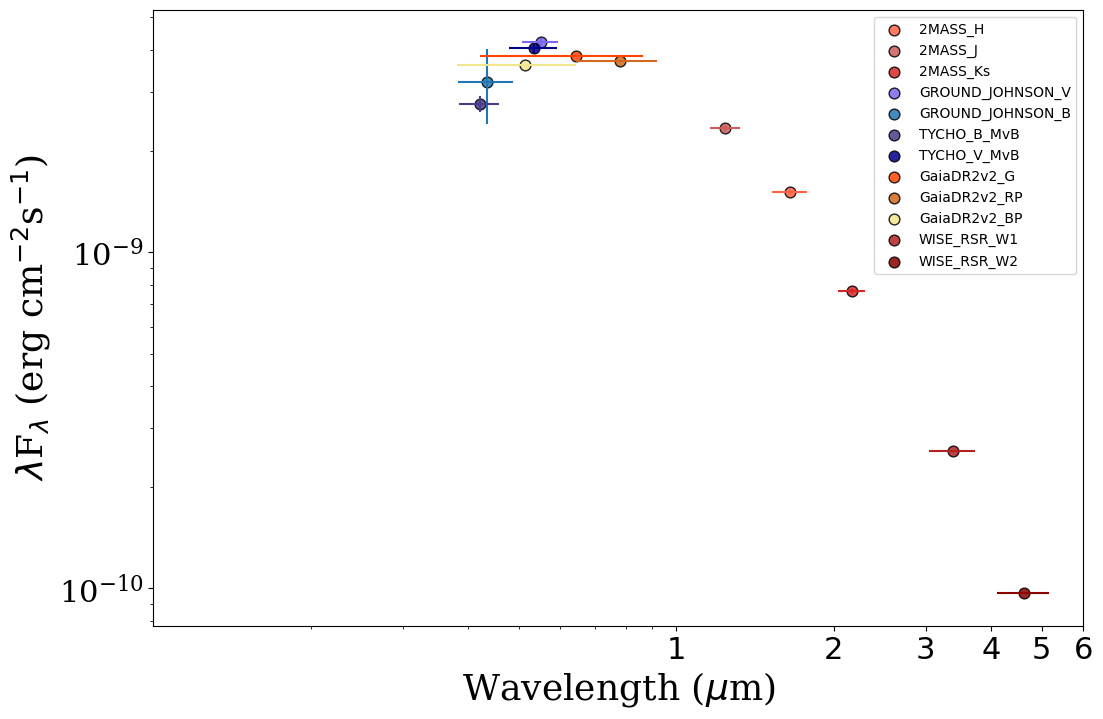 2MASS_H
2MASS_J
2MASS_Ks
GROUND_JOHNSON_V
GROUND_JOHNSON_B
TYCHO_B_MvB
TYCHO_V_MvB
GaiaDR2v2_G
GaiaDR2v2_RP
GaiaDR2v2_BP
WISE_RSR_W1
WISE_RSR_W2
λF_λ (erg cm⁻²s⁻¹)
10⁻⁹
10⁻¹⁰
1 2 3 4 5 6
Wavelength (μm)